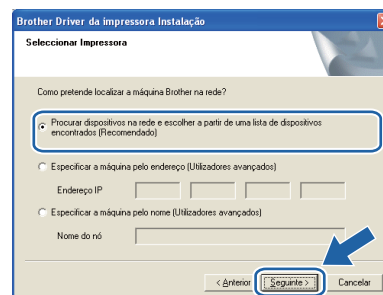 Brother Driver da impressora Instalação
Seleccionar Impressora
Como pretende localizar a máquina Brother na rede?
Procurar dispositivos na rede e escolher a partir de uma lista de dispositivos
encontrados (Recomendado)
Especificar a máquina pelo endereço (Utilizadores avançados)
Endereço IP
Especificar a máquina pelo nome (Utilizadores avançados)
Nome do nó
< Anterior Seguinte > Cancelar